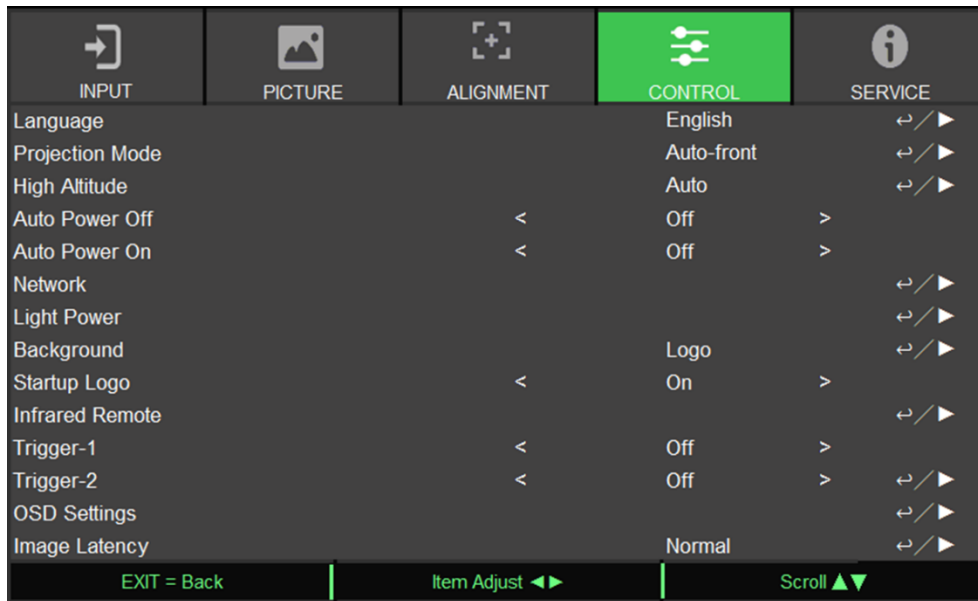 INPUT PICTURE ALIGNMENT CONTROL SERVICE
Language English ↩/▶
Projection Mode Auto-front ↩/▶
High Altitude Auto ↩/▶
Auto Power Off < Off >
Auto Power On < Off >
Network ↩/▶
Light Power ↩/▶
Background Logo ↩/▶
Startup Logo < On >
Infrared Remote ↩/▶
Trigger-1 < Off >
Trigger-2 < Off > ↩/▶
OSD Settings ↩/▶
Image Latency Normal ↩/▶
EXIT = Back Item Adjust ◀▶ Scroll ▲▼